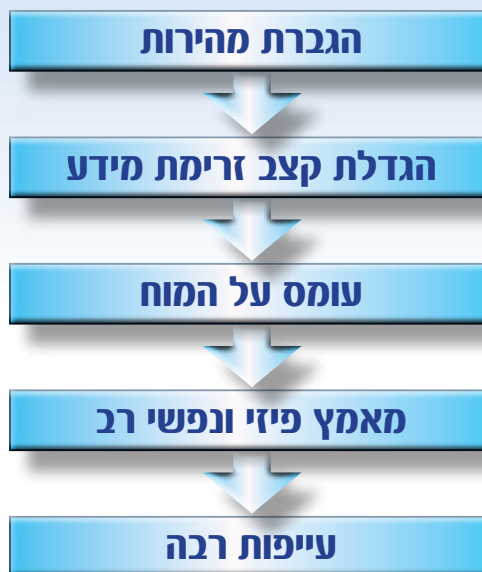 הגברת מהירות
הגדלת קצב זרימת מידע
עומס על המוח
מאמץ פיזי ונפשי רב
עייפות רבה